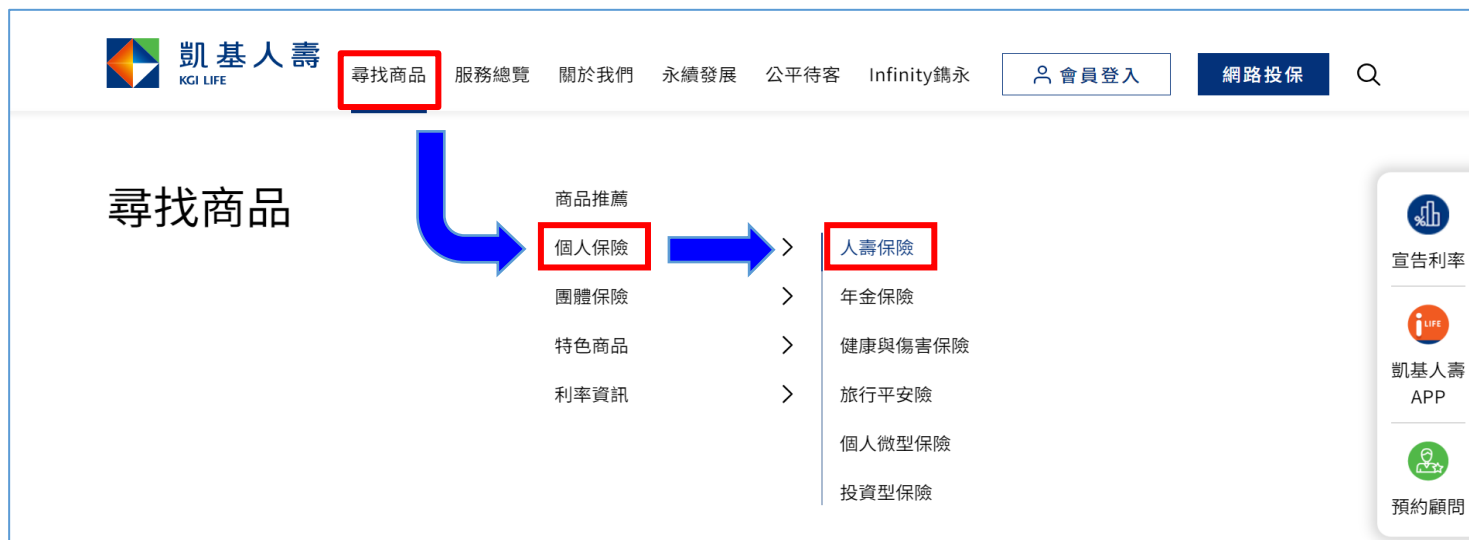 凱基人壽
KGI LIFE
尋找商品 服務總覽 關於我們 永續發展 公平待客 Infinity鐫永 會員登入 網路投保
尋找商品
商品推薦
個人保險
團體保險
特色商品
利率資訊
人壽保險
年金保險
健康與傷害保險
旅行平安險
個人微型保險
投資型保險
宣告利率
i LIFE
凱基人壽
APP
預約顧問